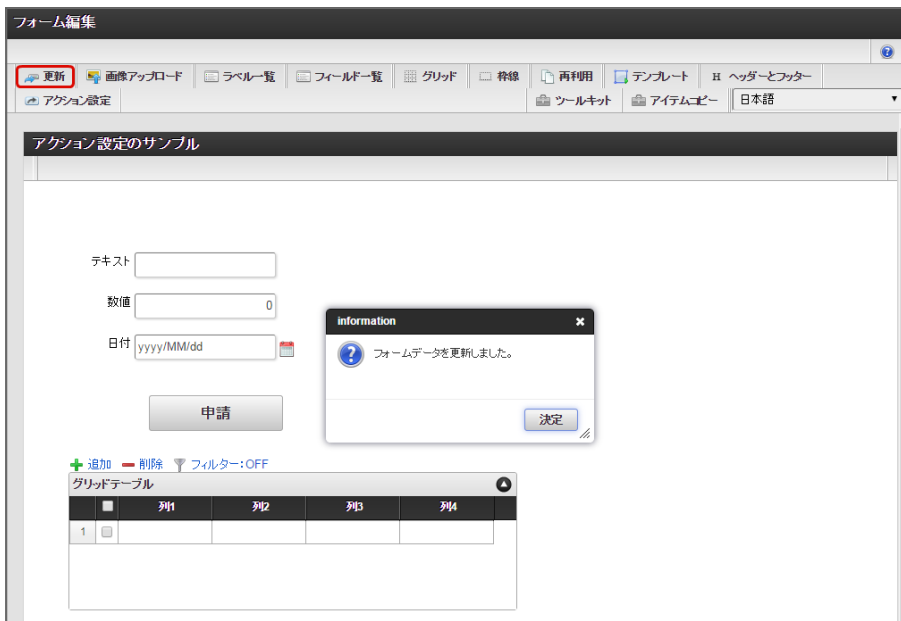 フォーム編集
更新 画像アップロード ラベル一覧 フィールド一覧 グリッド 枠線 再利用 テンプレート H ヘッダーとフッター
アクション設定 ツールキット アイテムコピー 日本語
アクション設定のサンプル
テキスト
数値 0
日付 yyyy/MM/dd
information
フォームデータを更新しました。
決定
申請
追加 削除 フィルター:OFF
グリッドテーブル
列1 列2 列3 列4
1